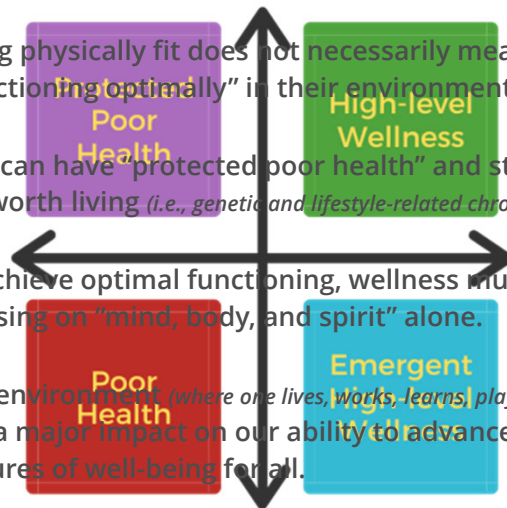 g physically fit does not necessarily mea
ctioning optimally” in their environment
can have “protected poor health” and st
worth living (i.e., genetic and lifestyle-related chro
chieve optimal functioning, wellness mu
sing on “mind, body, and spirit” alone.
environment (where one lives, works, learns, pla
a major impact on our ability to advance
ures of well-being for all.
Protected
Poor
Health
High-level
Wellness
Poor
Health
Emergent
High-level
Wellness